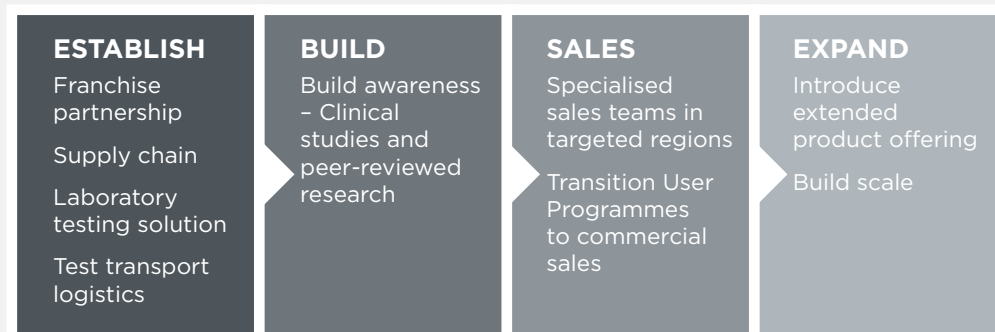 ESTABLISH
Franchise
partnership
Supply chain
Laboratory
testing solution
Test transport
logistics
BUILD
Build awareness
– Clinical
studies and
peer-reviewed
research
SALES
Specialised
sales teams in
targeted regions
Transition User
Programmes
to commercial
sales
EXPAND
Introduce
extended
product offering
Build scale